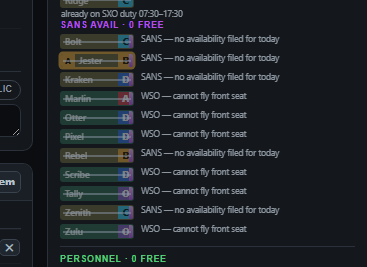 Ridge
already on SXO duty 07:30–17:30
SANS AVAIL · 0 FREE
Bolt C SANS — no availability filed for today
A Jester B SANS — no availability filed for today
Kraken D SANS — no availability filed for today
Marlin A WSO — cannot fly front seat
Otter D WSO — cannot fly front seat
Pixel D WSO — cannot fly front seat
Rebel B SANS — no availability filed for today
Scribe D WSO — cannot fly front seat
Tally O WSO — cannot fly front seat
Zenith C SANS — no availability filed for today
Zulu O WSO — cannot fly front seat
PERSONNEL · 0 FREE
LIC
em
×